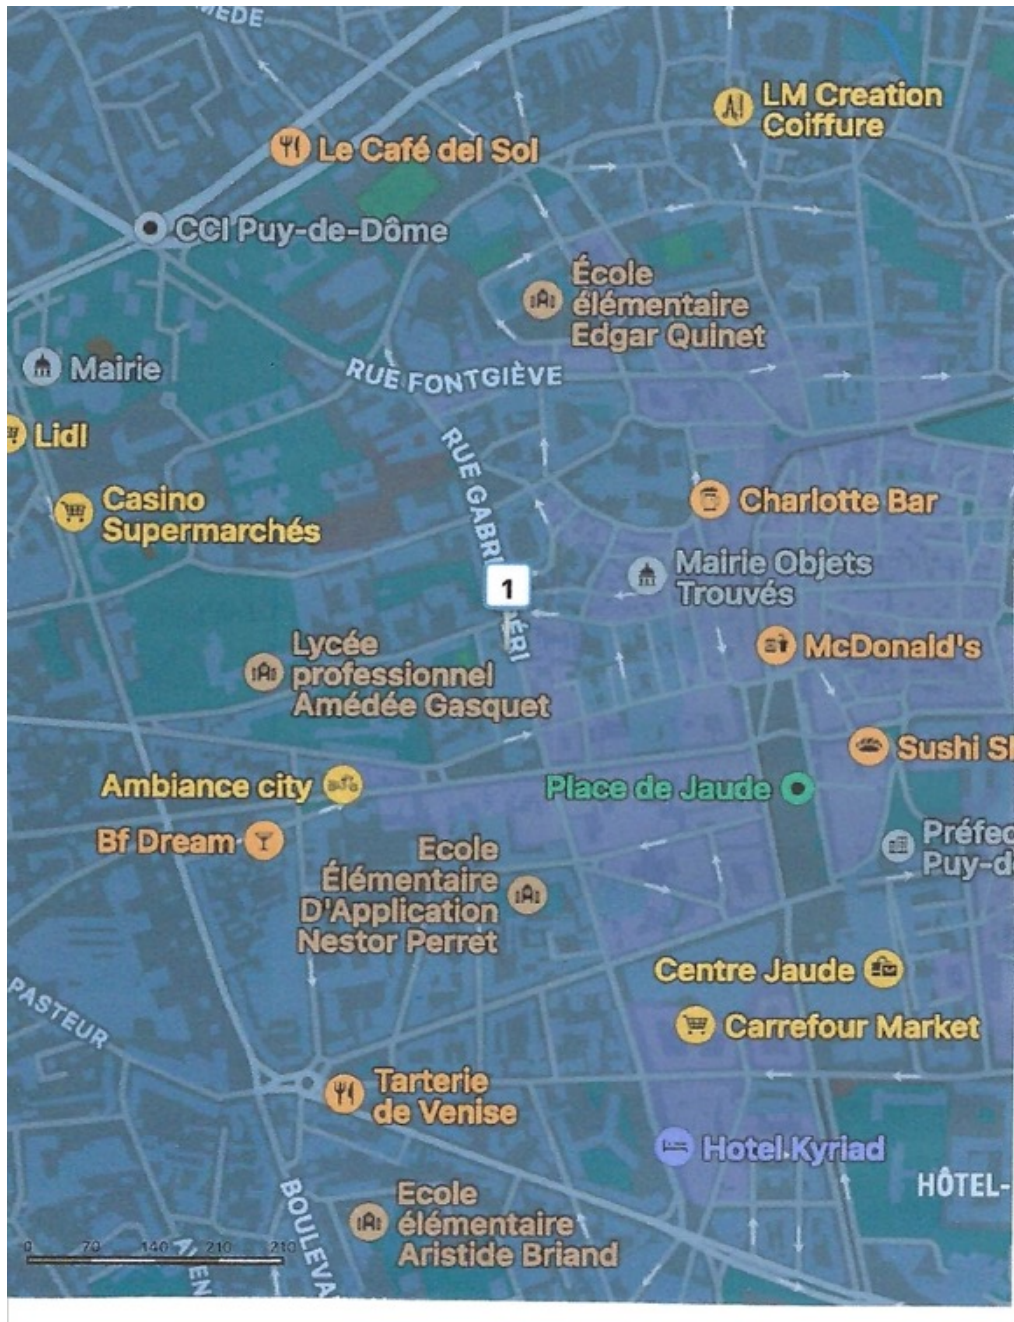 LM Creation
Coiffure
Le Café del Sol
CCI Puy-de-Dôme
École
élémentaire
Edgar Quinet
Mairie
RUE FONTGIÈVE
Lidl
RUE GABRI
Casino
Supermarchés
Charlotte Bar
Mairie Objets
Trouvés
1
ÉRI
Lycée
professionnel
Amédée Gasquet
McDonald's
Sushi
Ambiance city
Place de Jaude
Bf Dream
Préfec
Puy-d
Ecole
Élémentaire
D'Application
Nestor Perret
Centre Jaude
PASTEUR
Carrefour Market
Tarterie
de Venise
Hotel Kyriad
HÔTEL-
BOULEVA
Ecole
élémentaire
Aristide Briand
0 70 140 210 210